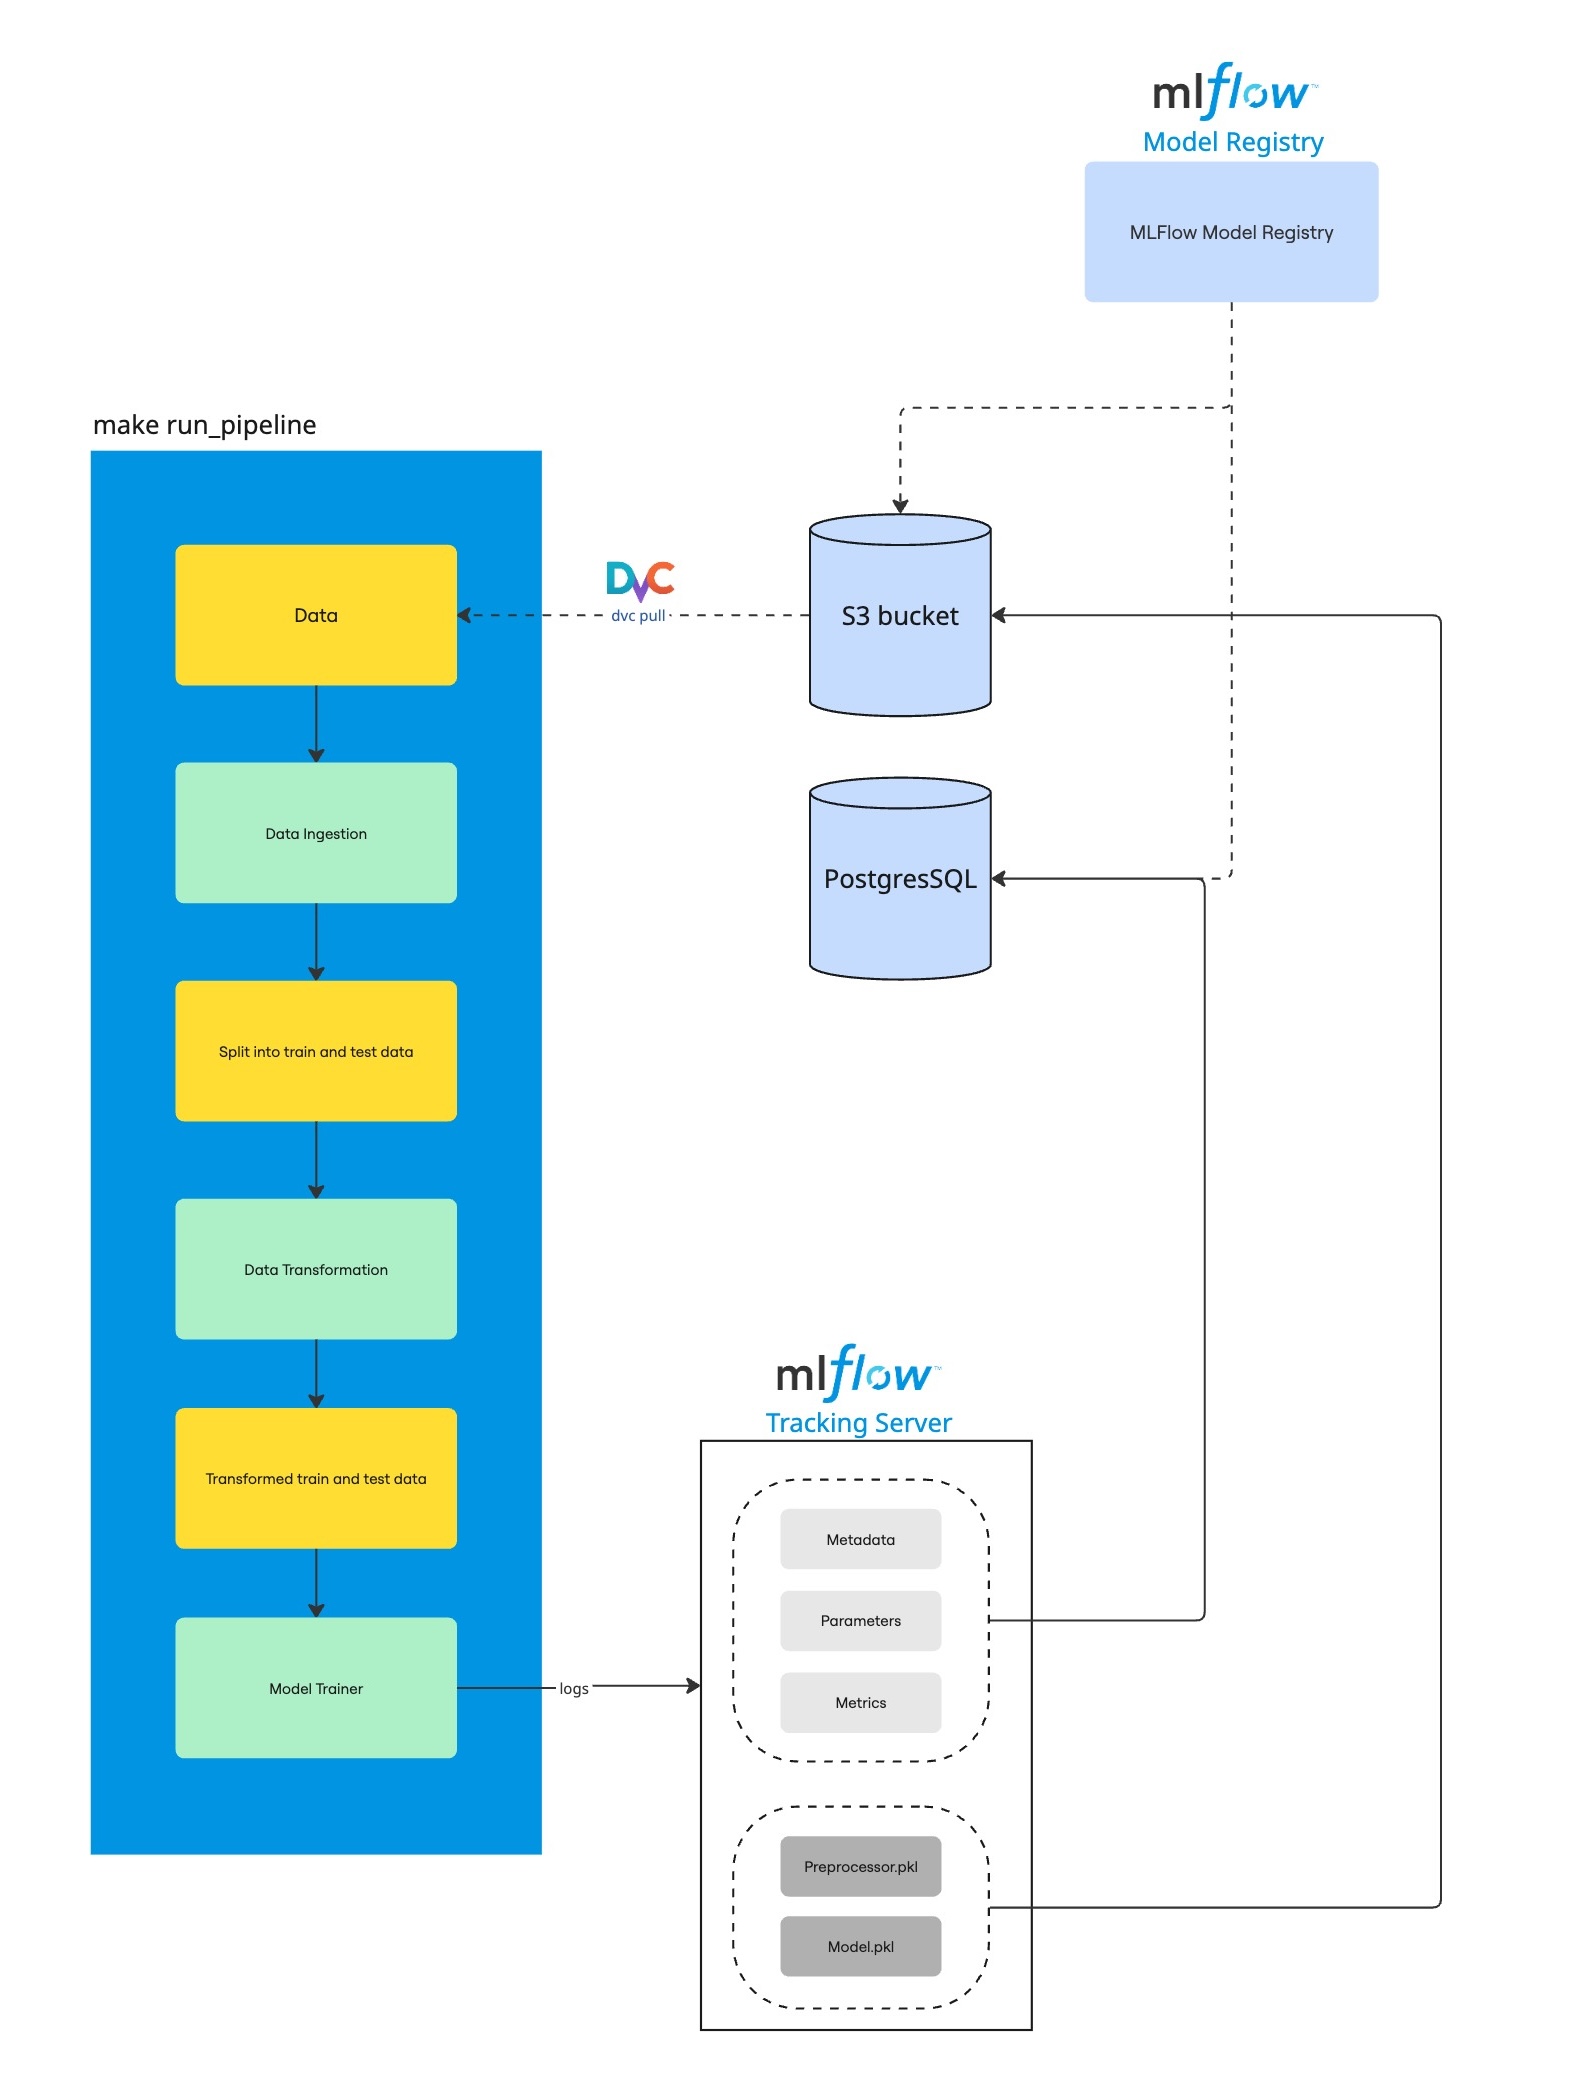 mlflow™
Model Registry
MLFlow Model Registry
make run_pipeline
Data
DVC
dvc pull
S3 bucket
Data Ingestion
PostgresSQL
Split into train and test data
Data Transformation
mlflow™
Tracking Server
Transformed train and test data
Metadata
Parameters
Model Trainer
logs
Metrics
Preprocessor.pkl
Model.pkl